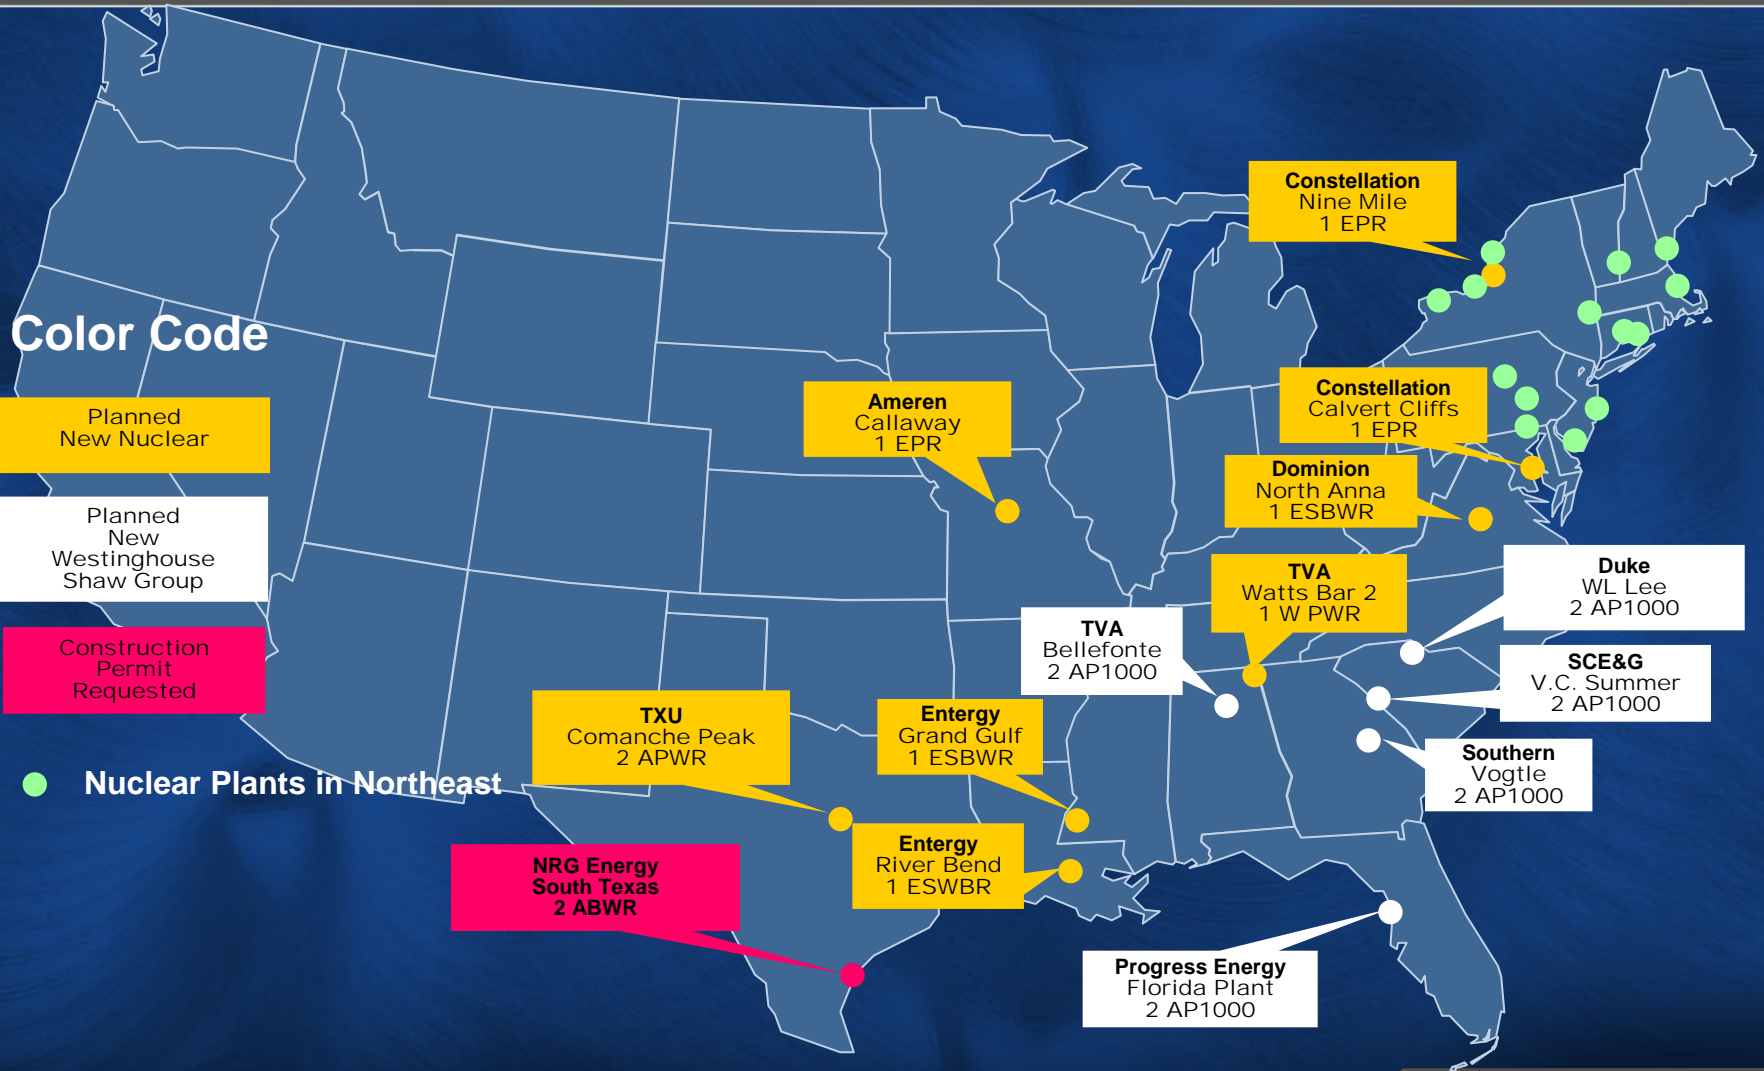 Constellation
Nine Mile
1 EPR
Color Code
Planned
New Nuclear
Planned
New
Westinghouse
Shaw Group
Construction
Permit
Requested
Nuclear Plants in Northeast
Ameren
Callaway
1 EPR
Constellation
Calvert Cliffs
1 EPR
Dominion
North Anna
1 ESBWR
TVA
Watts Bar 2
1 W PWR
Duke
WL Lee
2 AP1000
TVA
Bellefonte
2 AP1000
SCE&G
V.C. Summer
2 AP1000
TXU
Comanche Peak
2 APWR
Entergy
Grand Gulf
1 ESBWR
Southern
Vogtle
2 AP1000
NRG Energy
South Texas
2 ABWR
Entergy
River Bend
1 ESWBR
Progress Energy
Florida Plant
2 AP1000